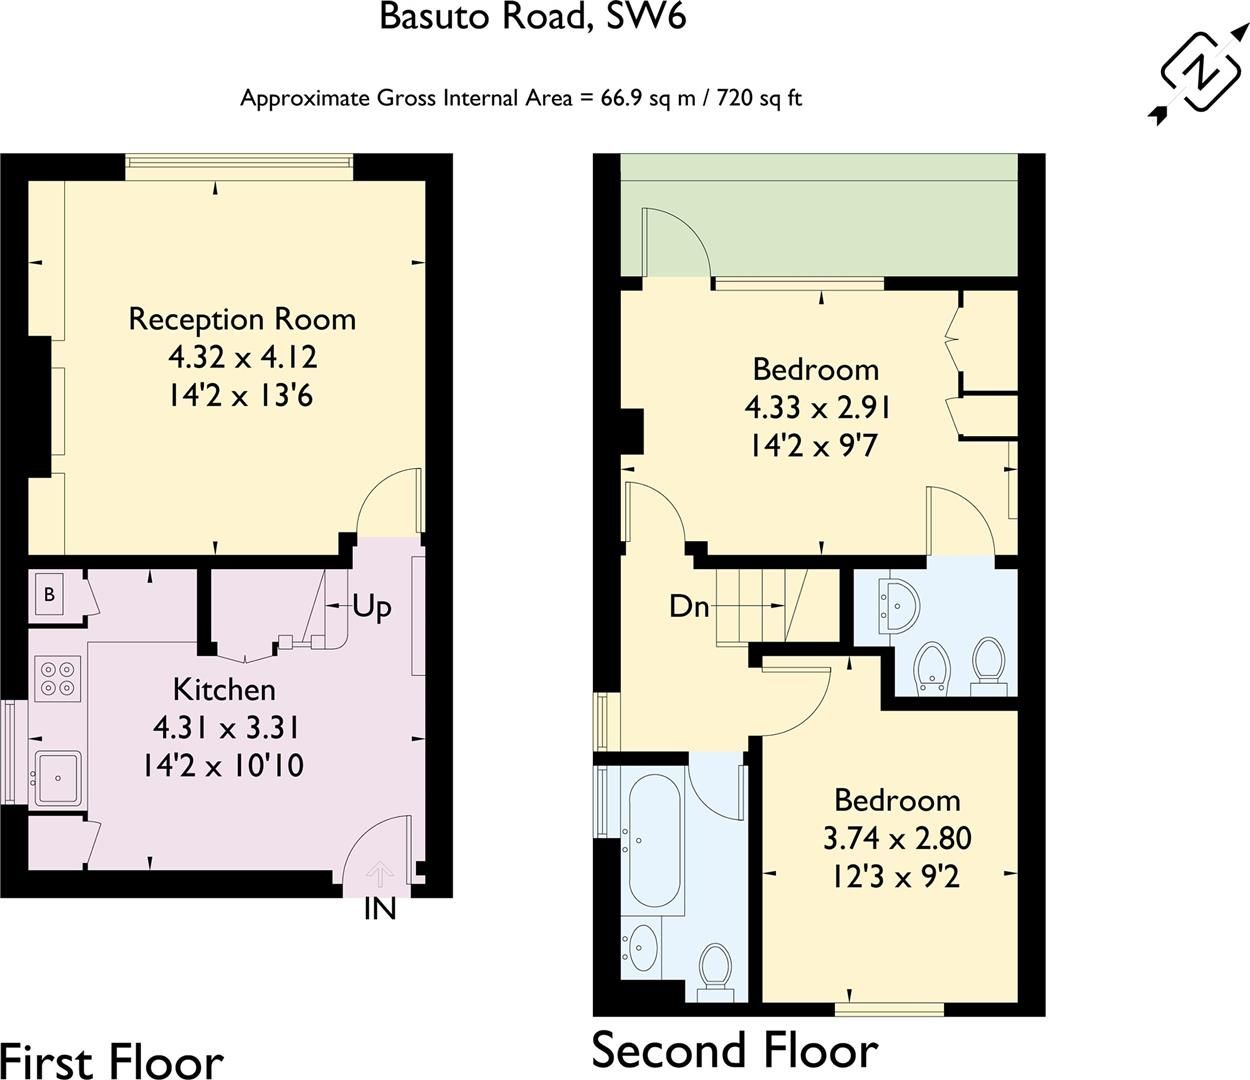 Basuto Road, SW6
N
Approximate Gross Internal Area = 66.9 sq m / 720 sq ft
Reception Room
4.32 x 4.12
14'2 x 13'6
B
Up
Kitchen
4.31 x 3.31
14'2 x 10'10
IN
First Floor
Bedroom
4.33 x 2.91
14'2 x 9'7
Dn
Bedroom
3.74 x 2.80
12'3 x 9'2
Second Floor